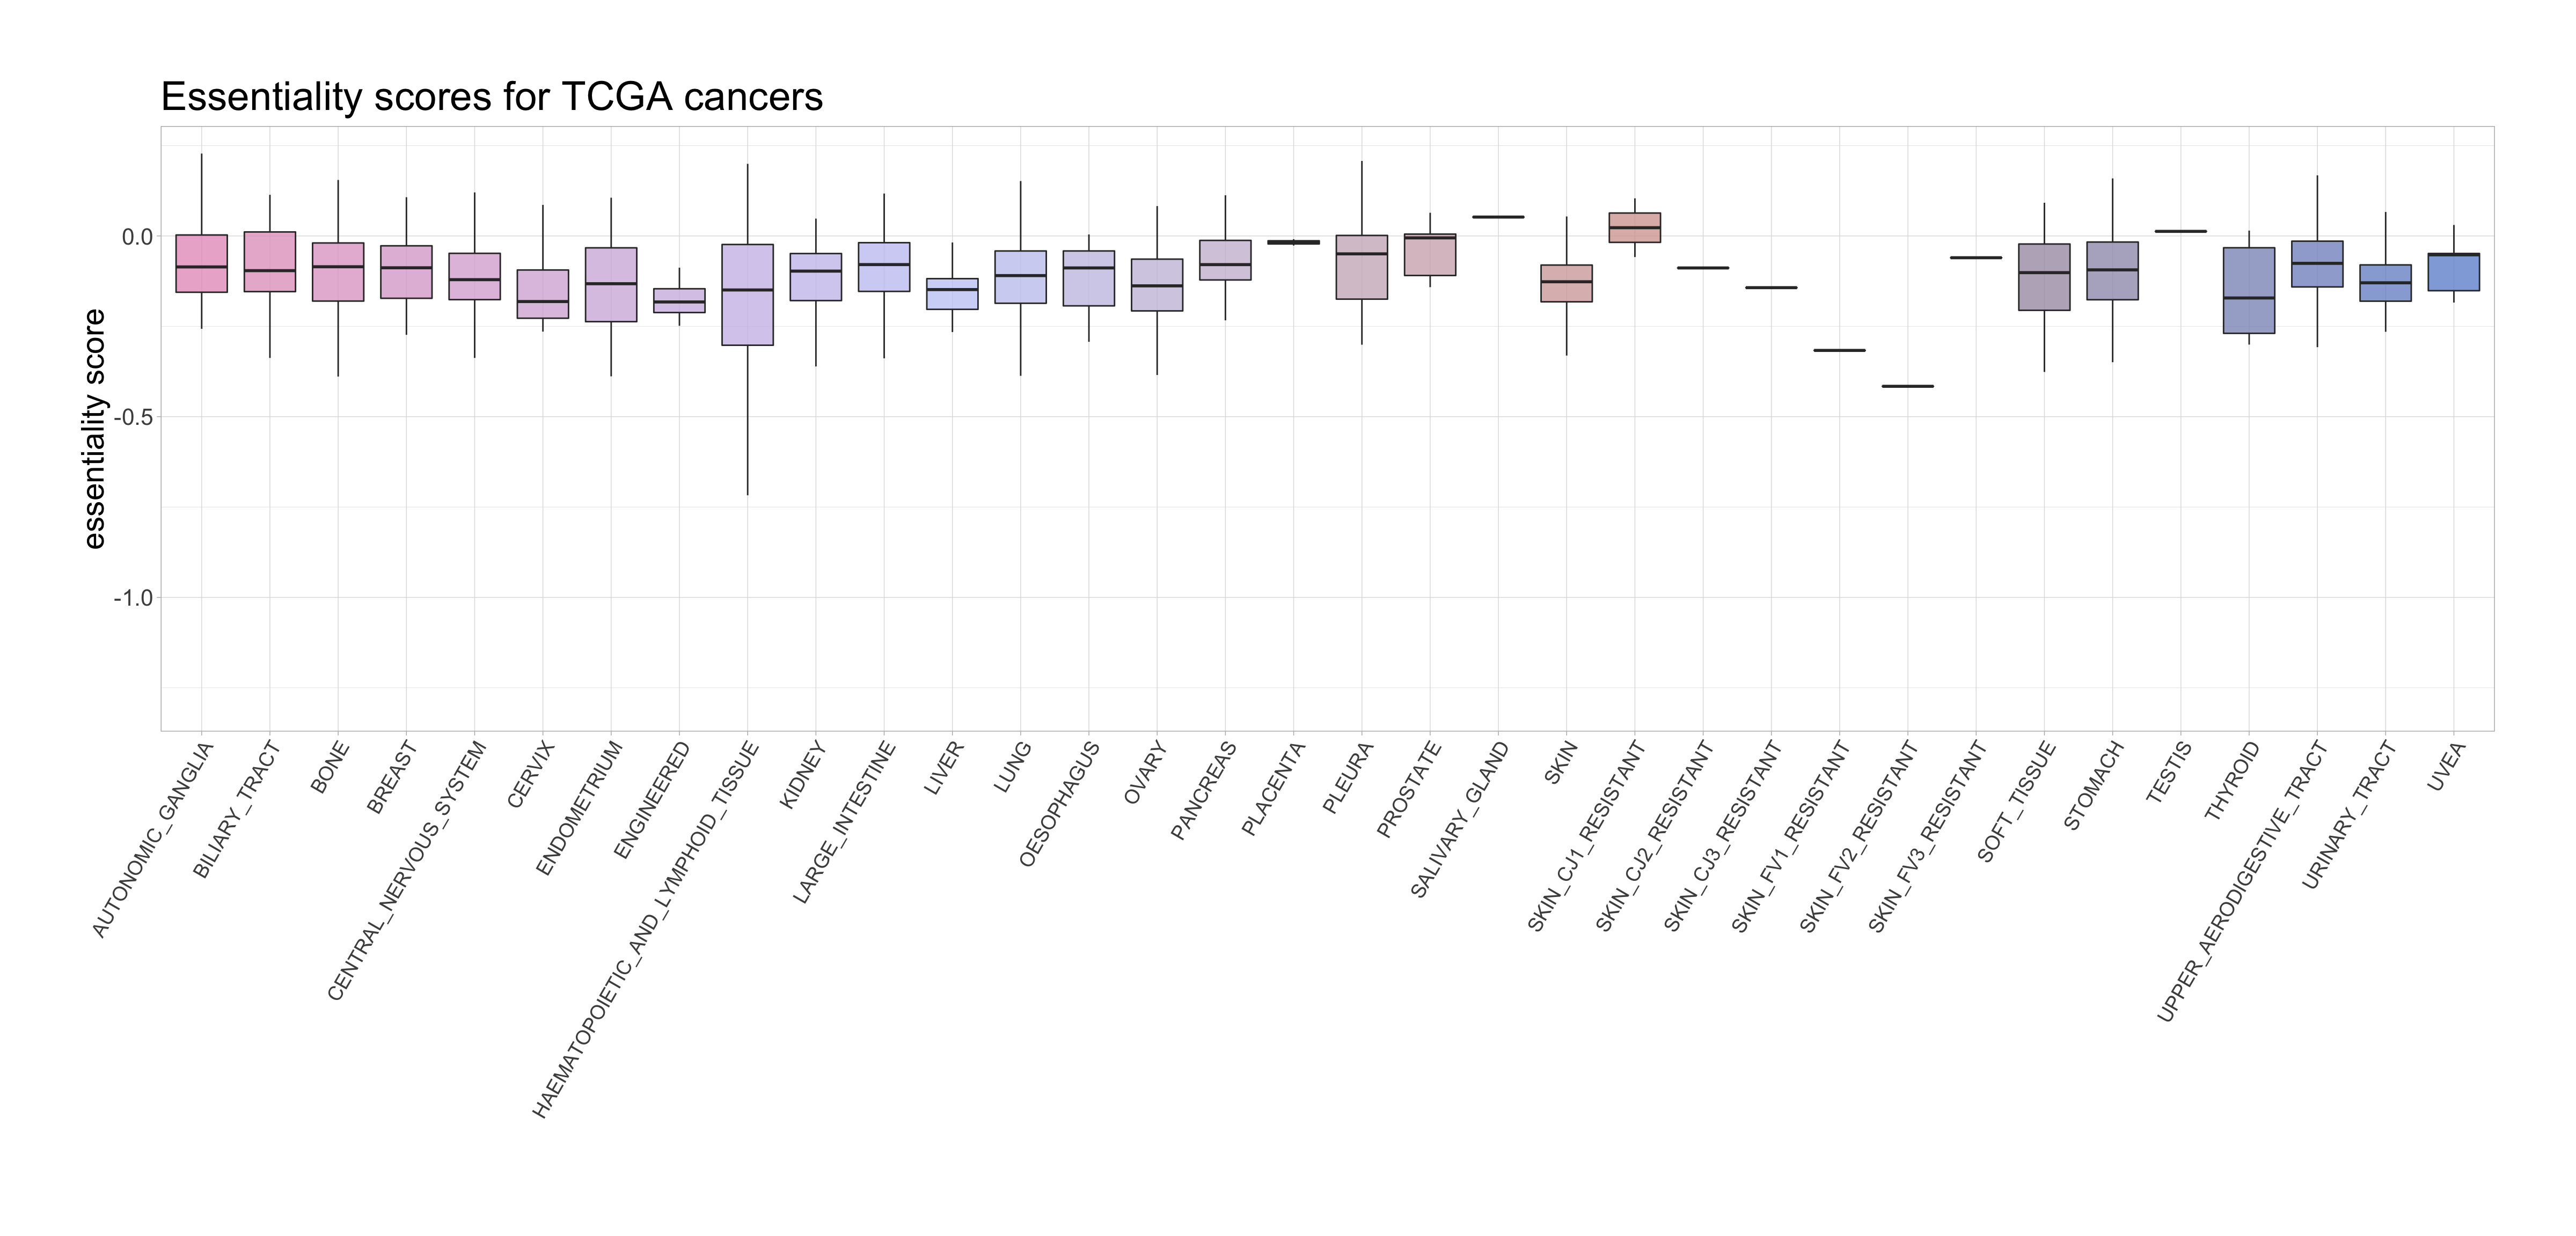 Essentiality scores for TCGA cancers
essentiality score
0.0
-0.5
-1.0
AUTONOMIC_GANGLIA
BILIARY_TRACT
BONE
BREAST
CENTRAL_NERVOUS_SYSTEM
CERVIX
ENDOMETRIUM
ENGINEERED
HAEMATOPOIETIC_AND_LYMPHOID_TISSUE
KIDNEY
LARGE_INTESTINE
LIVER
LUNG
OESOPHAGUS
OVARY
PANCREAS
PLACENTA
PLEURA
PROSTATE
SALIVARY_GLAND
SKIN
SKIN_CJ1_RESISTANT
SKIN_CJ2_RESISTANT
SKIN_CJ3_RESISTANT
SKIN_FV1_RESISTANT
SKIN_FV2_RESISTANT
SKIN_FV3_RESISTANT
SOFT_TISSUE
STOMACH
TESTIS
THYROID
UPPER_AERODIGESTIVE_TRACT
URINARY_TRACT
UVEA